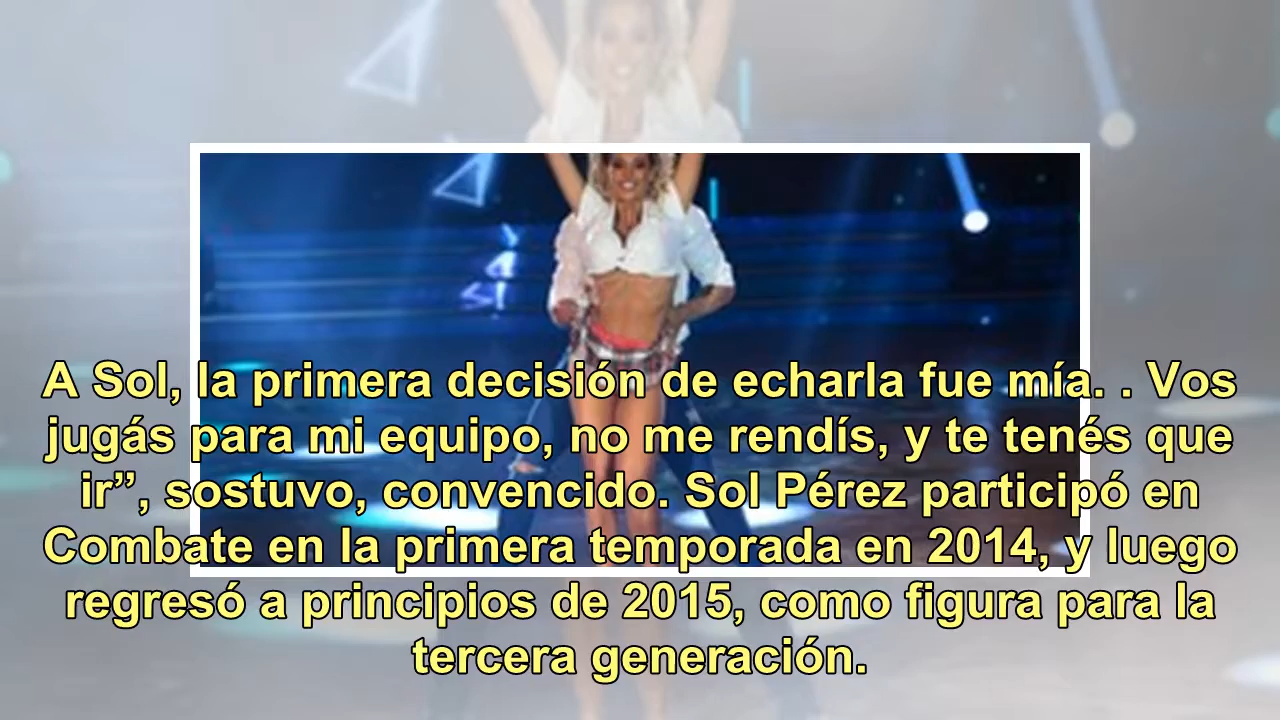 A Sol, la primera decisión de echarla fue mía. . Vos
jugás para mi equipo, no me rendís, y te tenés que
ir”, sostuvo, convencido. Sol Pérez participó en
Combate en la primera temporada en 2014, y luego
regresó a principios de 2015, como figura para la
tercera generación.